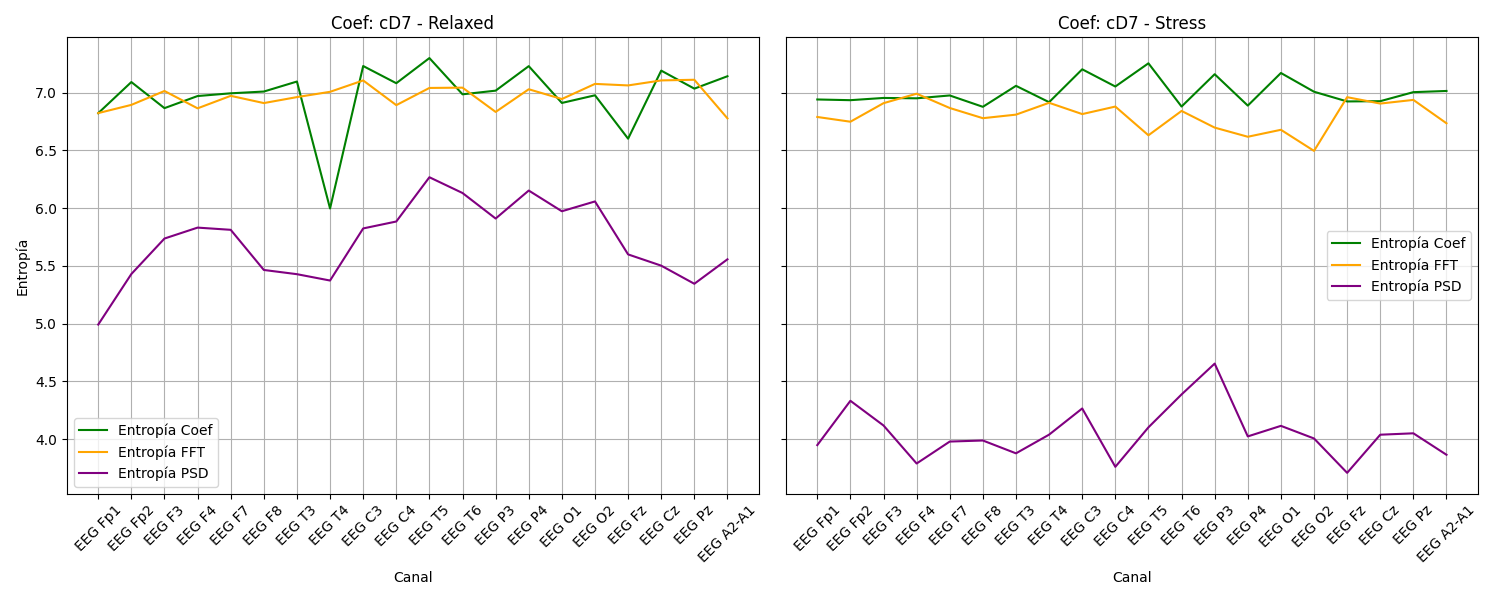 Coef: cD7 - Relaxed
Entropía
7.0
6.5
6.0
5.5
5.0
4.5
4.0
Entropía Coef
Entropía FFT
Entropía PSD
EEG Fp1
EEG Fp2
EEG F3
EEG F4
EEG F7
EEG F8
EEG T3
EEG T4
EEG C3
EEG C4
EEG T5
EEG T6
EEG P3
EEG P4
EEG O1
EEG O2
EEG Fz
EEG Cz
EEG Pz
EEG A2-A1
Canal
Coef: cD7 - Stress
Entropía Coef
Entropía FFT
Entropía PSD
EEG Fp1
EEG Fp2
EEG F3
EEG F4
EEG F7
EEG F8
EEG T3
EEG T4
EEG C3
EEG C4
EEG T5
EEG T6
EEG P3
EEG P4
EEG O1
EEG O2
EEG Fz
EEG Cz
EEG Pz
EEG A2-A1
Canal